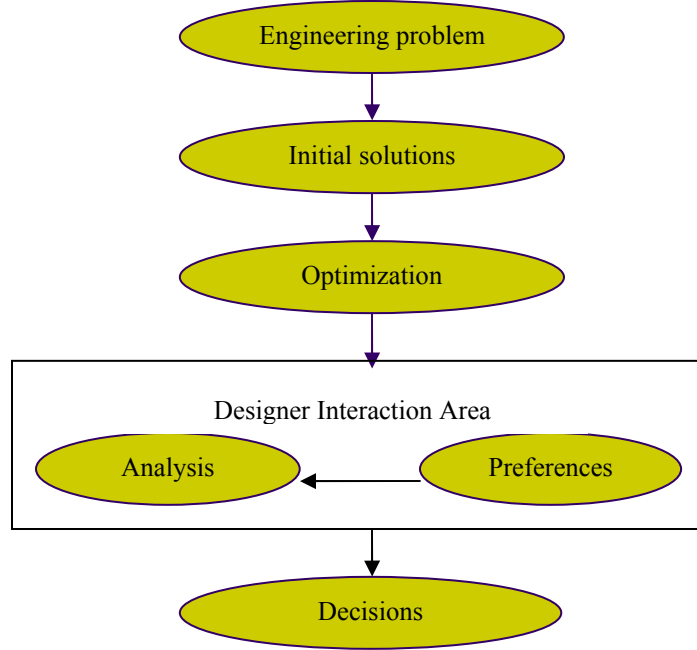 Engineering problem
Initial solutions
Optimization
Designer Interaction Area
Analysis
Preferences
Decisions